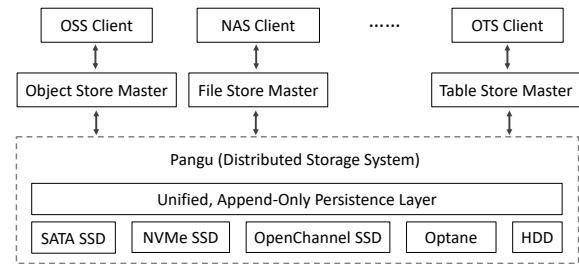 OSS Client NAS Client ...... OTS Client
Object Store Master File Store Master Table Store Master
Pangu (Distributed Storage System)
Unified, Append-Only Persistence Layer
SATA SSD NVMe SSD OpenChannel SSD Optane HDD